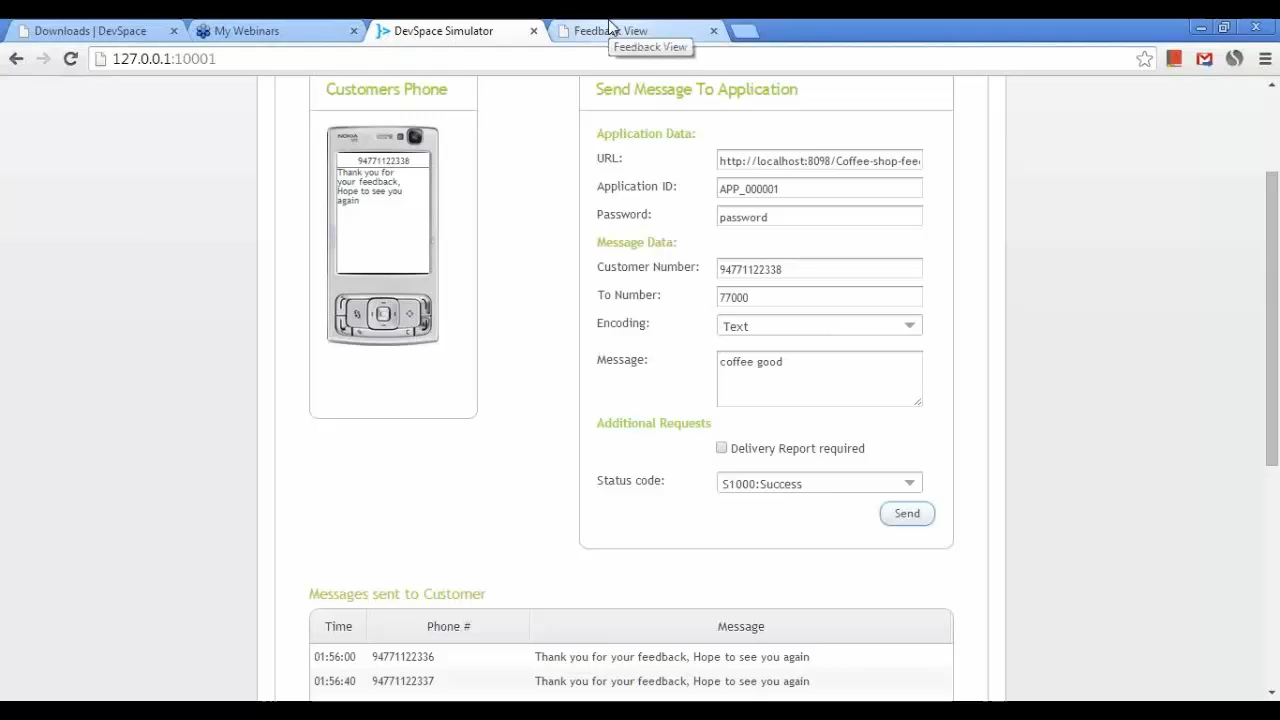 Downloads | DevSpace
My Webinars
DevSpace Simulator
Feedback View
Feedback View
127.0.0.1:10001
Customers Phone
Send Message To Application
NOKIA
94771122338
Thank you for
your feedback,
Hope to see you
again
Application Data:
URL: http://localhost:8098/Coffee-shop-fee
Application ID: APP_000001
Password: password
Message Data:
Customer Number: 94771122338
To Number: 77000
Encoding: Text
Message: coffee good
Additional Requests
Delivery Report required
Status code: S1000:Success
Send
Messages sent to Customer
Time Phone # Message
01:56:00 94771122336 Thank you for your feedback, Hope to see you again
01:56:40 94771122337 Thank you for your feedback, Hope to see you again